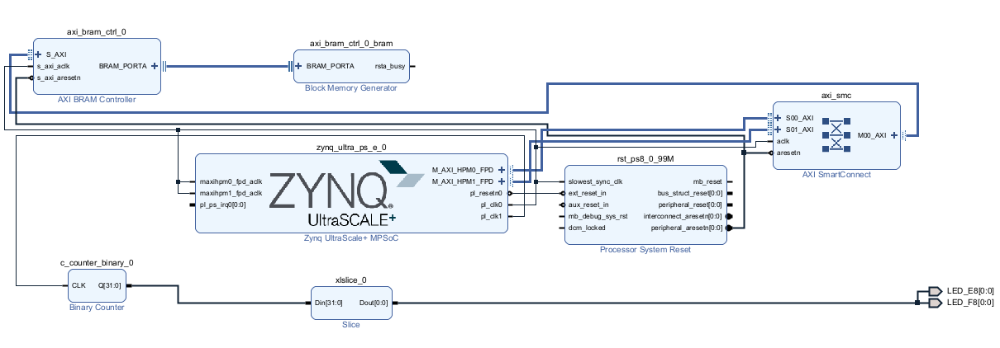 axi_bram_ctrl_0
S_AXI
s_axi_aclk
s_axi_aresetn
BRAM_PORTA
AXI BRAM Controller
axi_bram_ctrl_0_bram
BRAM_PORTA
rsta_busy
Block Memory Generator
axi_smc
S00_AXI
S01_AXI
aclk
aresetn
M00_AXI
AXI SmartConnect
zynq_ultra_ps_e_0
maxihpm0_fpd_aclk
maxihpm1_fpd_aclk
pl_ps_irq0[0:0]
ZYNQ
UltraSCALE+
M_AXI_HPM0_FPD
M_AXI_HPM1_FPD
pl_resetn0
pl_clk0
pl_clk1
Zynq UltraScale+ MPSoC
rst_ps8_0_99M
slowest_sync_clk
ext_reset_in
aux_reset_in
mb_debug_sys_rst
dcm_locked
mb_reset
bus_struct_reset[0:0]
peripheral_reset[0:0]
interconnect_aresetn[0:0]
peripheral_aresetn[0:0]
Processor System Reset
c_counter_binary_0
CLK
Q[31:0]
Binary Counter
xlslice_0
Din[31:0]
Dout[0:0]
Slice
LED_E8[0:0]
LED_F8[0:0]